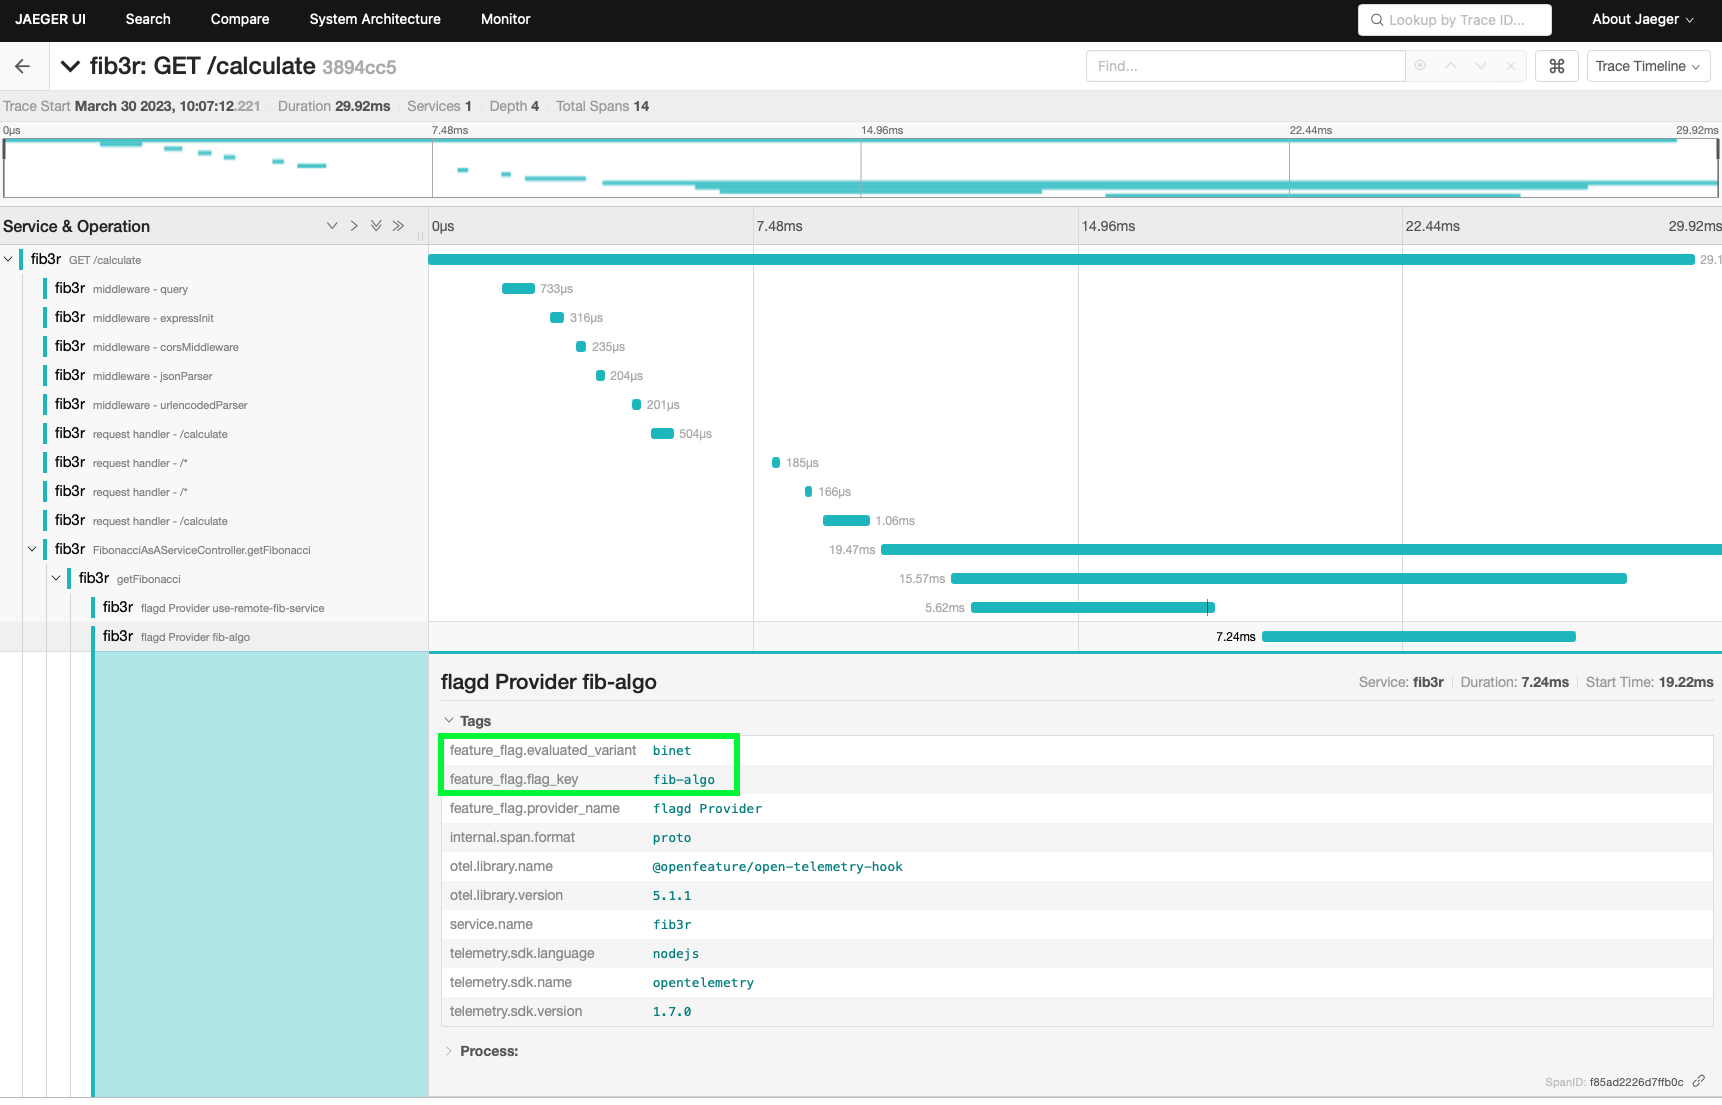 JAEGER UI Search Compare System Architecture Monitor Lookup by Trace ID... About Jaeger
fib3r: GET /calculate 3894cc5 Find... ⌘ Trace Timeline
Trace Start March 30 2023, 10:07:12.221 Duration 29.92ms Services 1 Depth 4 Total Spans 14
0µs 7.48ms 14.96ms 22.44ms 29.92ms
Service & Operation 0µs 7.48ms 14.96ms 22.44ms 29.92ms
fib3r GET /calculate 29.1
fib3r middleware - query 733µs
fib3r middleware - expressInit 316µs
fib3r middleware - corsMiddleware 235µs
fib3r middleware - jsonParser 204µs
fib3r middleware - urlencodedParser 201µs
fib3r request handler - /calculate 504µs
fib3r request handler - /* 185µs
fib3r request handler - /* 166µs
fib3r request handler - /calculate 1.06ms
fib3r FibonacciAsAServiceController.getFibonacci 19.47ms
fib3r getFibonacci 15.57ms
fib3r flagd Provider use-remote-fib-service 5.62ms
fib3r flagd Provider fib-algo 7.24ms
flagd Provider fib-algo Service: fib3r Duration: 7.24ms Start Time: 19.22ms
Tags
feature_flag.evaluated_variant binet
feature_flag.flag_key fib-algo
feature_flag.provider_name flagd Provider
internal.span.format proto
otel.library.name @openfeature/open-telemetry-hook
otel.library.version 5.1.1
service.name fib3r
telemetry.sdk.language nodejs
telemetry.sdk.name opentelemetry
telemetry.sdk.version 1.7.0
Process:
SpanID: f85ad2226d7ffb0c